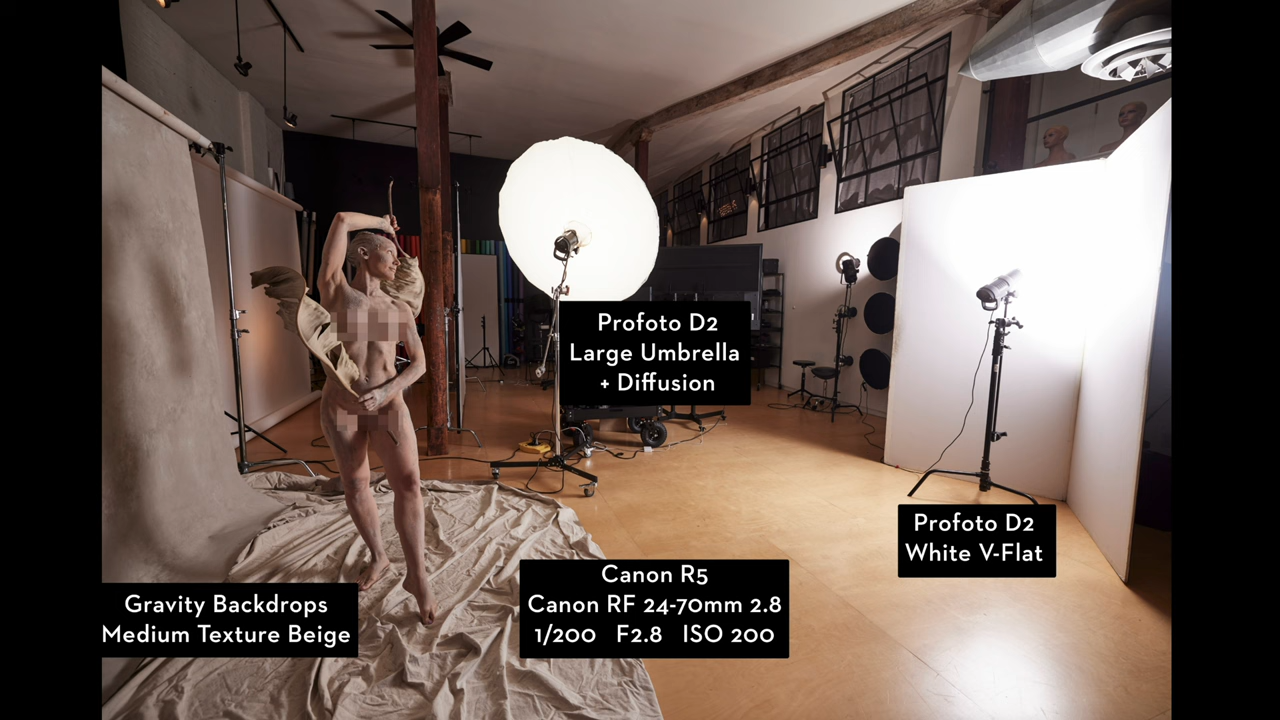 Profoto D2
Large Umbrella
+ Diffusion
Profoto D2
White V-Flat
Canon R5
Canon RF 24-70mm 2.8
1/200 F2.8 ISO 200
Gravity Backdrops
Medium Texture Beige